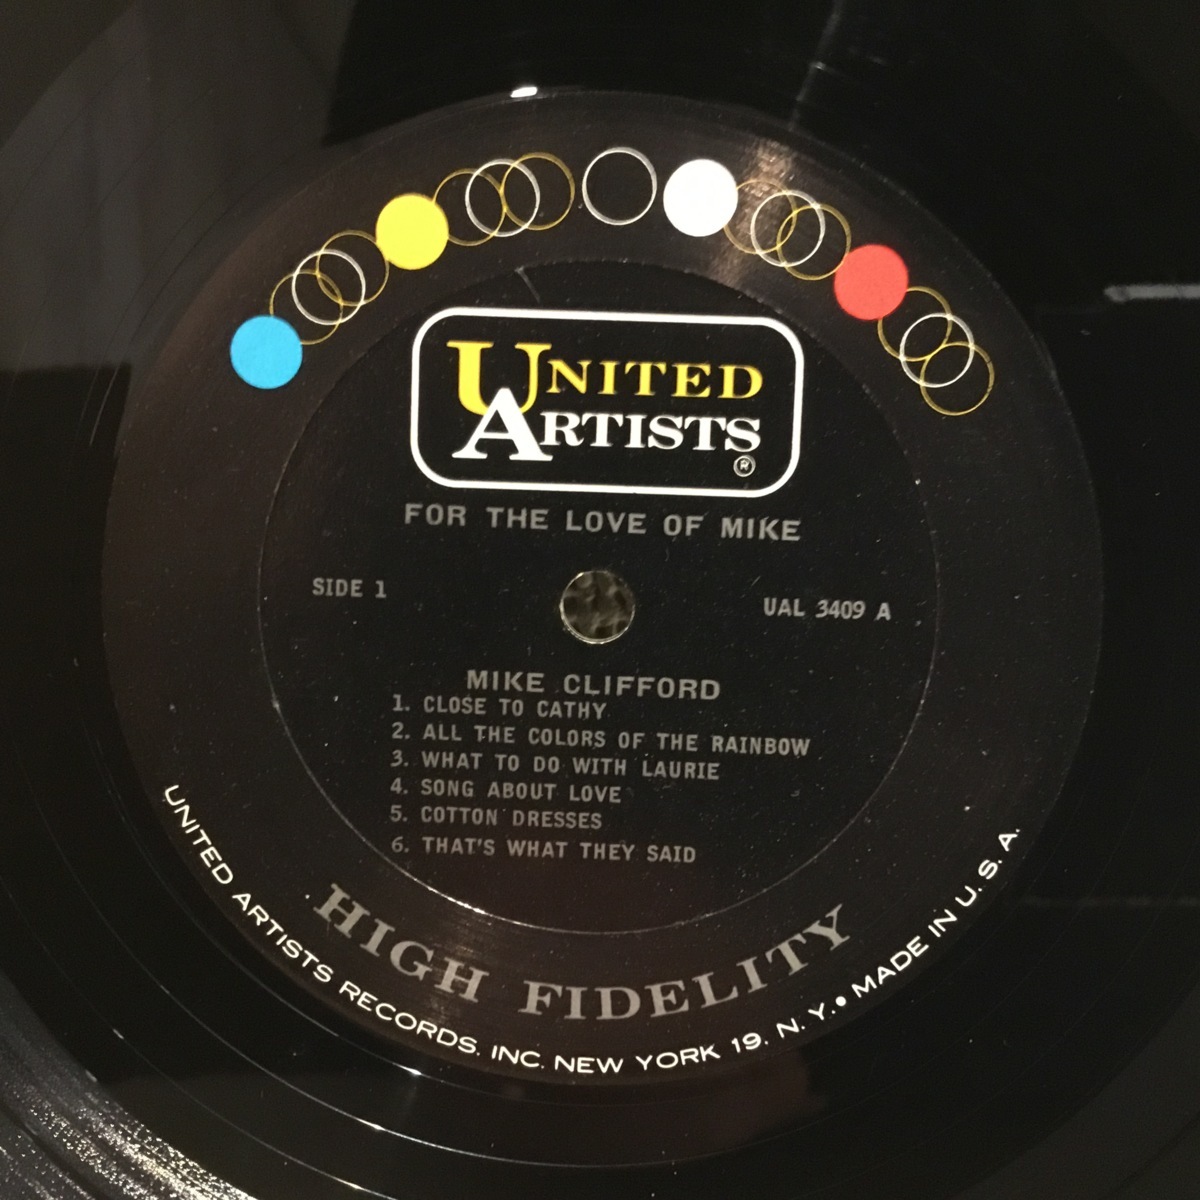 UNITED
ARTISTS
®
FOR THE LOVE OF MIKE
SIDE 1
UAL 3409 A
MIKE CLIFFORD
1. CLOSE TO CATHY
2. ALL THE COLORS OF THE RAINBOW
3. WHAT TO DO WITH LAURIE
4. SONG ABOUT LOVE
5. COTTON DRESSES
6. THAT'S WHAT THEY SAID
HIGH FIDELITY
UNITED ARTISTS RECORDS, INC. NEW YORK 19, N. Y. • MADE IN U. S. A.